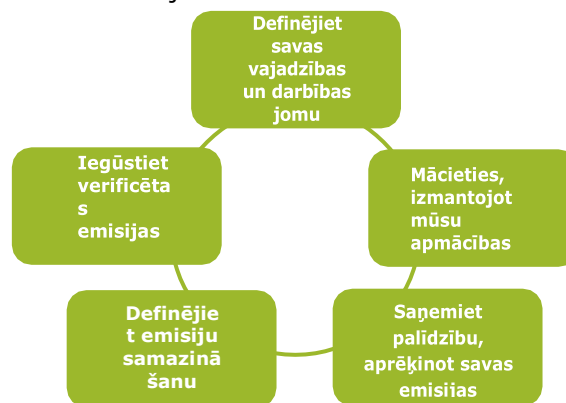 Definējiet
savas
vajadzības
un darbības
jomu
Mācieties,
izmantojot
mūsu
apmācības
Saņemiet
palīdzību,
aprēķinot savas
emisijas
Definējie
t emisiju
samazinā
šanu
Iegūstiet
verificēta
s
emisijas